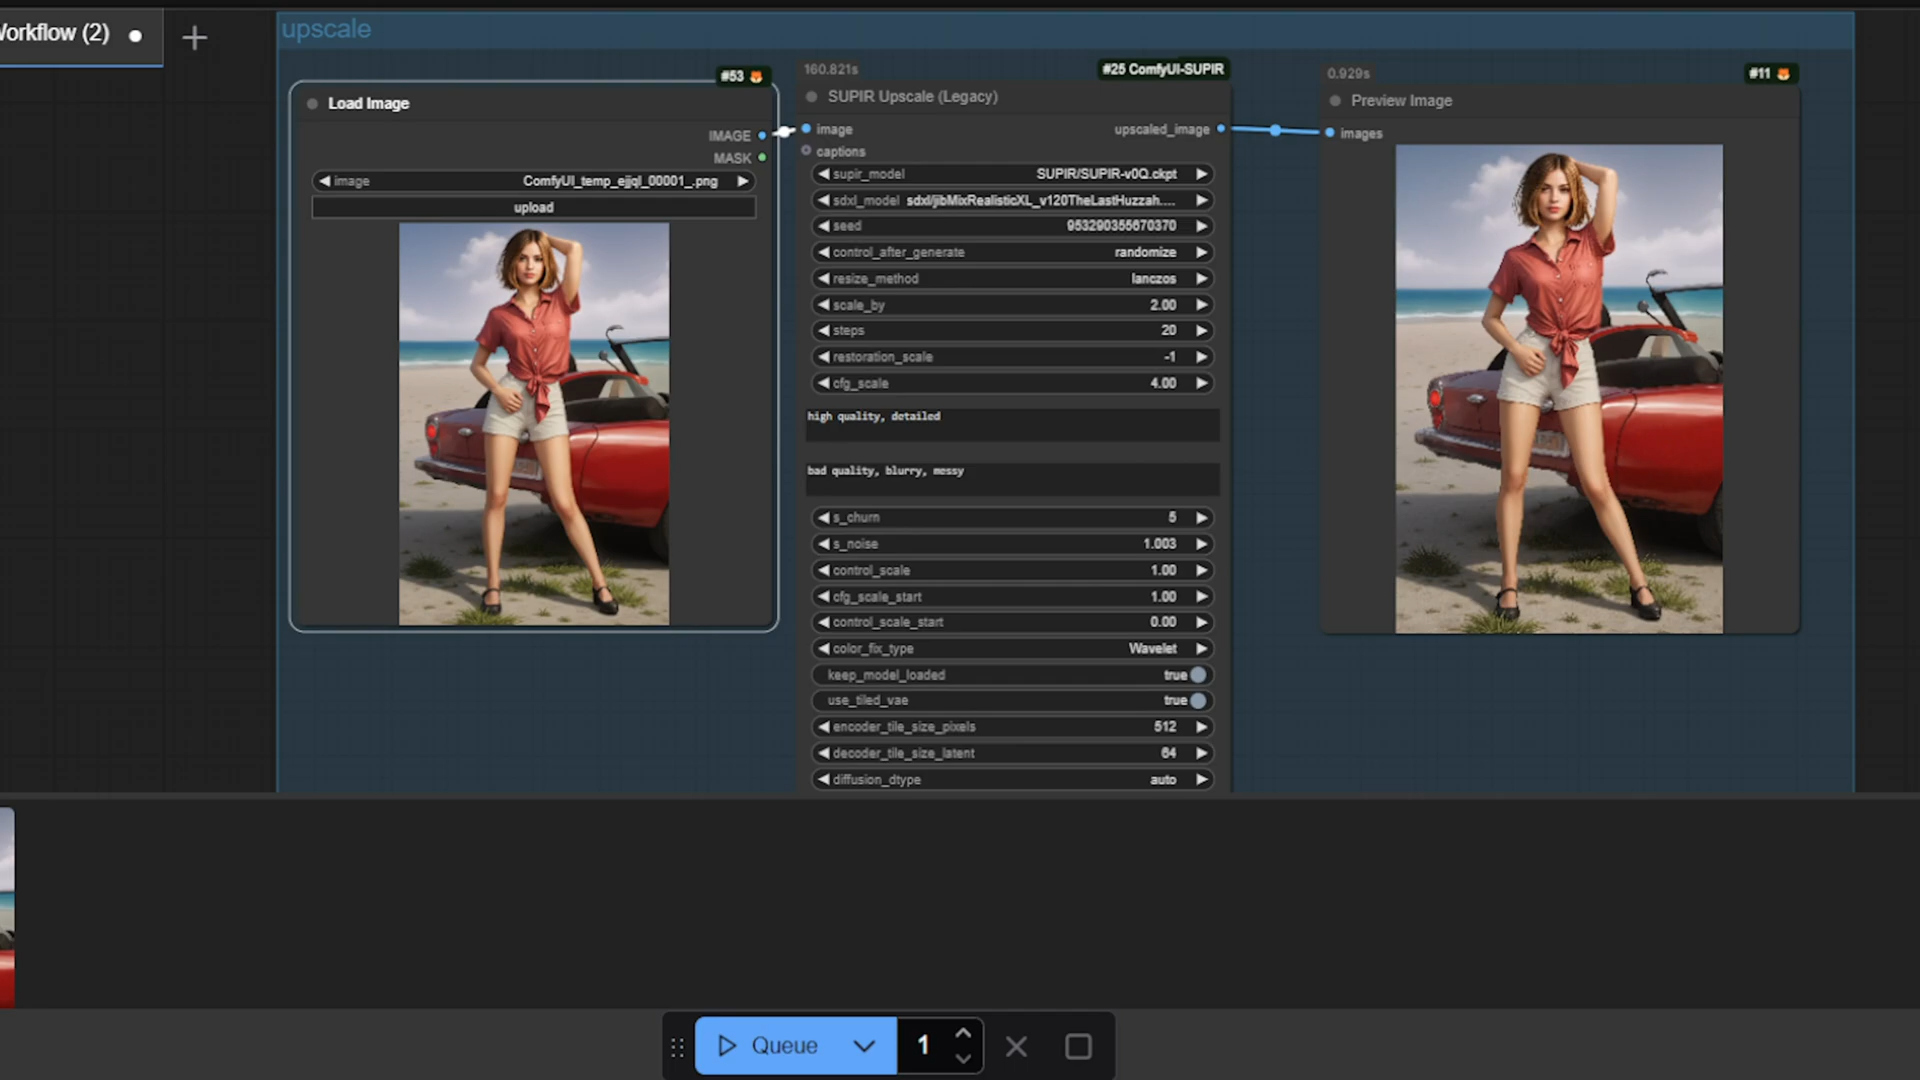 Workflow (2)
upscale
#53
Load Image
IMAGE
MASK
image ComfyUI_temp_ejjql_00001_.png
upload
160.821s
#25 ComfyUI-SUPIR
SUPIR Upscale (Legacy)
image upscaled_image
captions
supir_model SUPIR/SUPIR-v0Q.ckpt
sdxl_model sdxl/jibMixRealisticXL_v120TheLastHuzzah....
seed 953290355670370
control_after_generate randomize
resize_method lanczos
scale_by 2.00
steps 20
restoration_scale -1
cfg_scale 4.00
high quality, detailed
bad quality, blurry, messy
s_churn 5
s_noise 1.003
control_scale 1.00
cfg_scale_start 1.00
control_scale_start 0.00
color_fix_type Wavelet
keep_model_loaded true
use_tiled_vae true
encoder_tile_size_pixels 512
decoder_tile_size_latent 64
diffusion_dtype auto
0.929s
#11
Preview Image
images
Queue 1